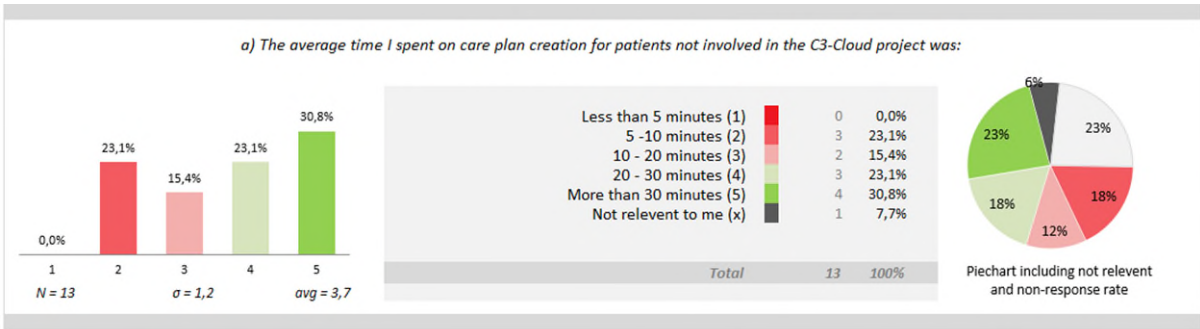 a) The average time I spent on care plan creation for patients not involved in the C3-Cloud project was:
0,0%
23,1%
15,4%
23,1%
30,8%
1 2 3 4 5
N = 13 σ = 1,2 avg = 3,7
Less than 5 minutes (1) 0 0,0%
5 -10 minutes (2) 3 23,1%
10 - 20 minutes (3) 2 15,4%
20 - 30 minutes (4) 3 23,1%
More than 30 minutes (5) 4 30,8%
Not relevent to me (x) 1 7,7%
Total 13 100%
6%
23%
23%
18%
18%
12%
Piechart including not relevent
and non-response rate